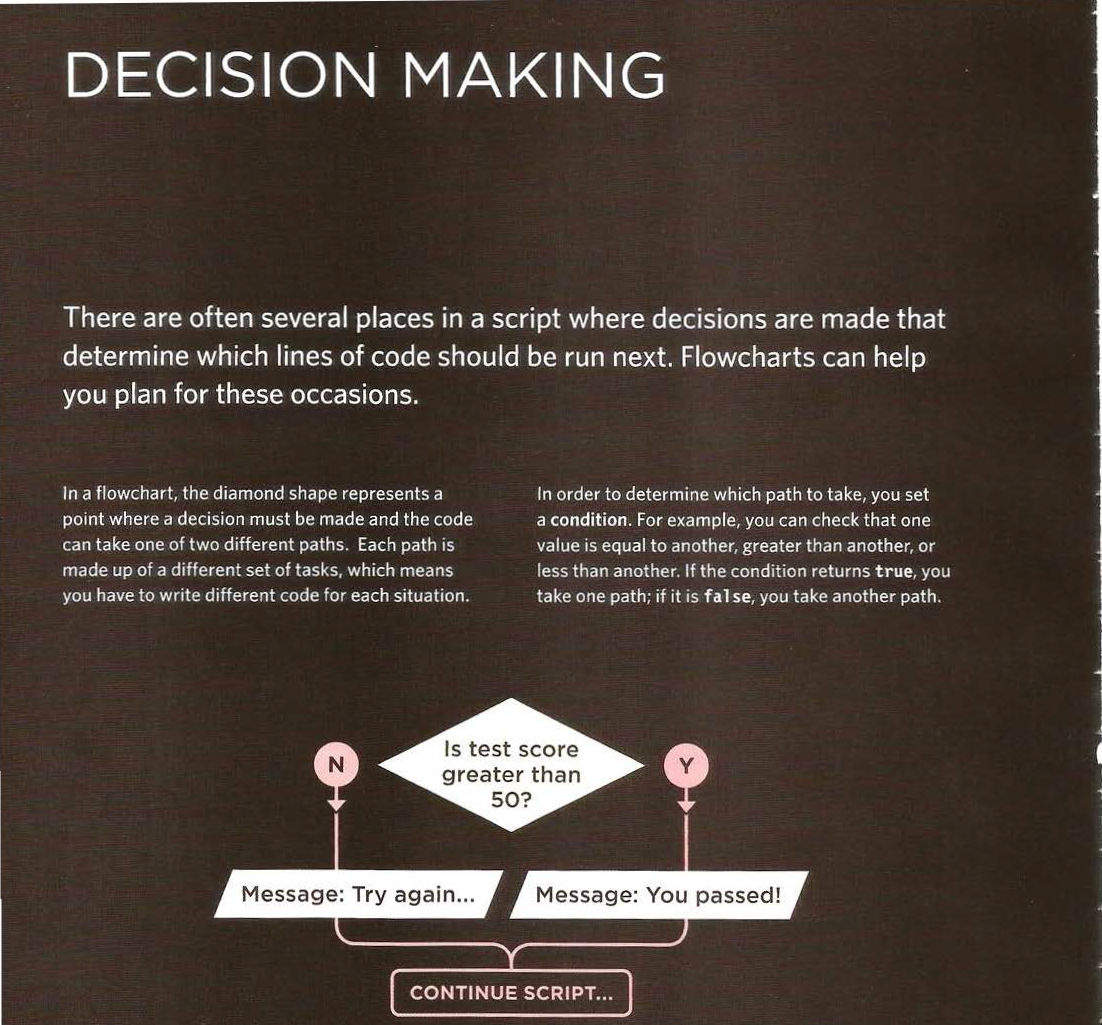 DECISION MAKING
There are often several places in a script where decisions are made that
determine which lines of code should be run next. Flowcharts can help
you plan for these occasions.
In a flowchart, the diamond shape represents a
point where a decision must be made and the code
can take one of two different paths. Each path is
made up of a different set of tasks, which means
you have to write different code for each situation.
In order to determine which path to take, you set
a condition. For example, you can check that one
value is equal to another, greater than another, or
less than another. If the condition returns true, you
take one path; if it is false, you take another path.
N
Is test score
greater than
50?
Y
Message: Try again...
Message: You passed!
CONTINUE SCRIPT...